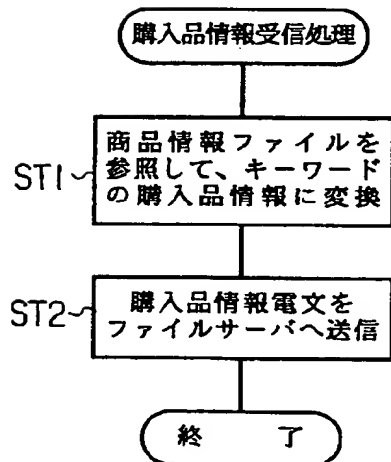 購入品情報受信処理
商品情報ファイルを
ST1 参照して、キーワード
の購入品情報に変換
購入品情報電文を
ST2 ファイルサーバへ送信
終 了